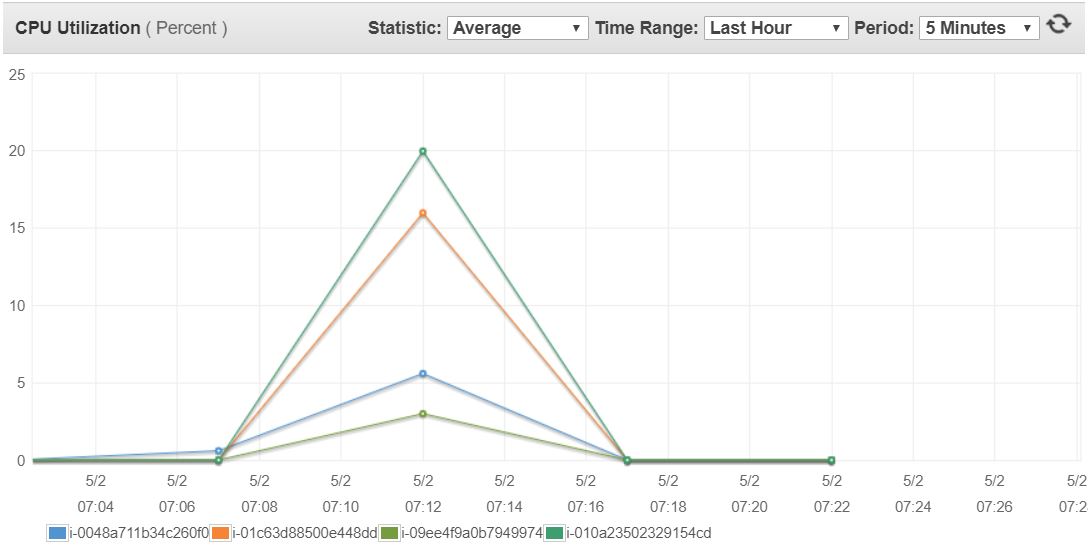 CPU Utilization ( Percent ) Statistic: Average Time Range: Last Hour Period: 5 Minutes
25
20
15
10
5
0
5/2 5/2 5/2 5/2 5/2 5/2 5/2 5/2 5/2 5/2 5/2 5/2 5/2
07:04 07:06 07:08 07:10 07:12 07:14 07:16 07:18 07:20 07:22 07:24 07:26 07:2
i-0048a711b34c260f0 i-01c63d88500e448dd i-09ee4f9a0b7949974 i-010a23502329154cd